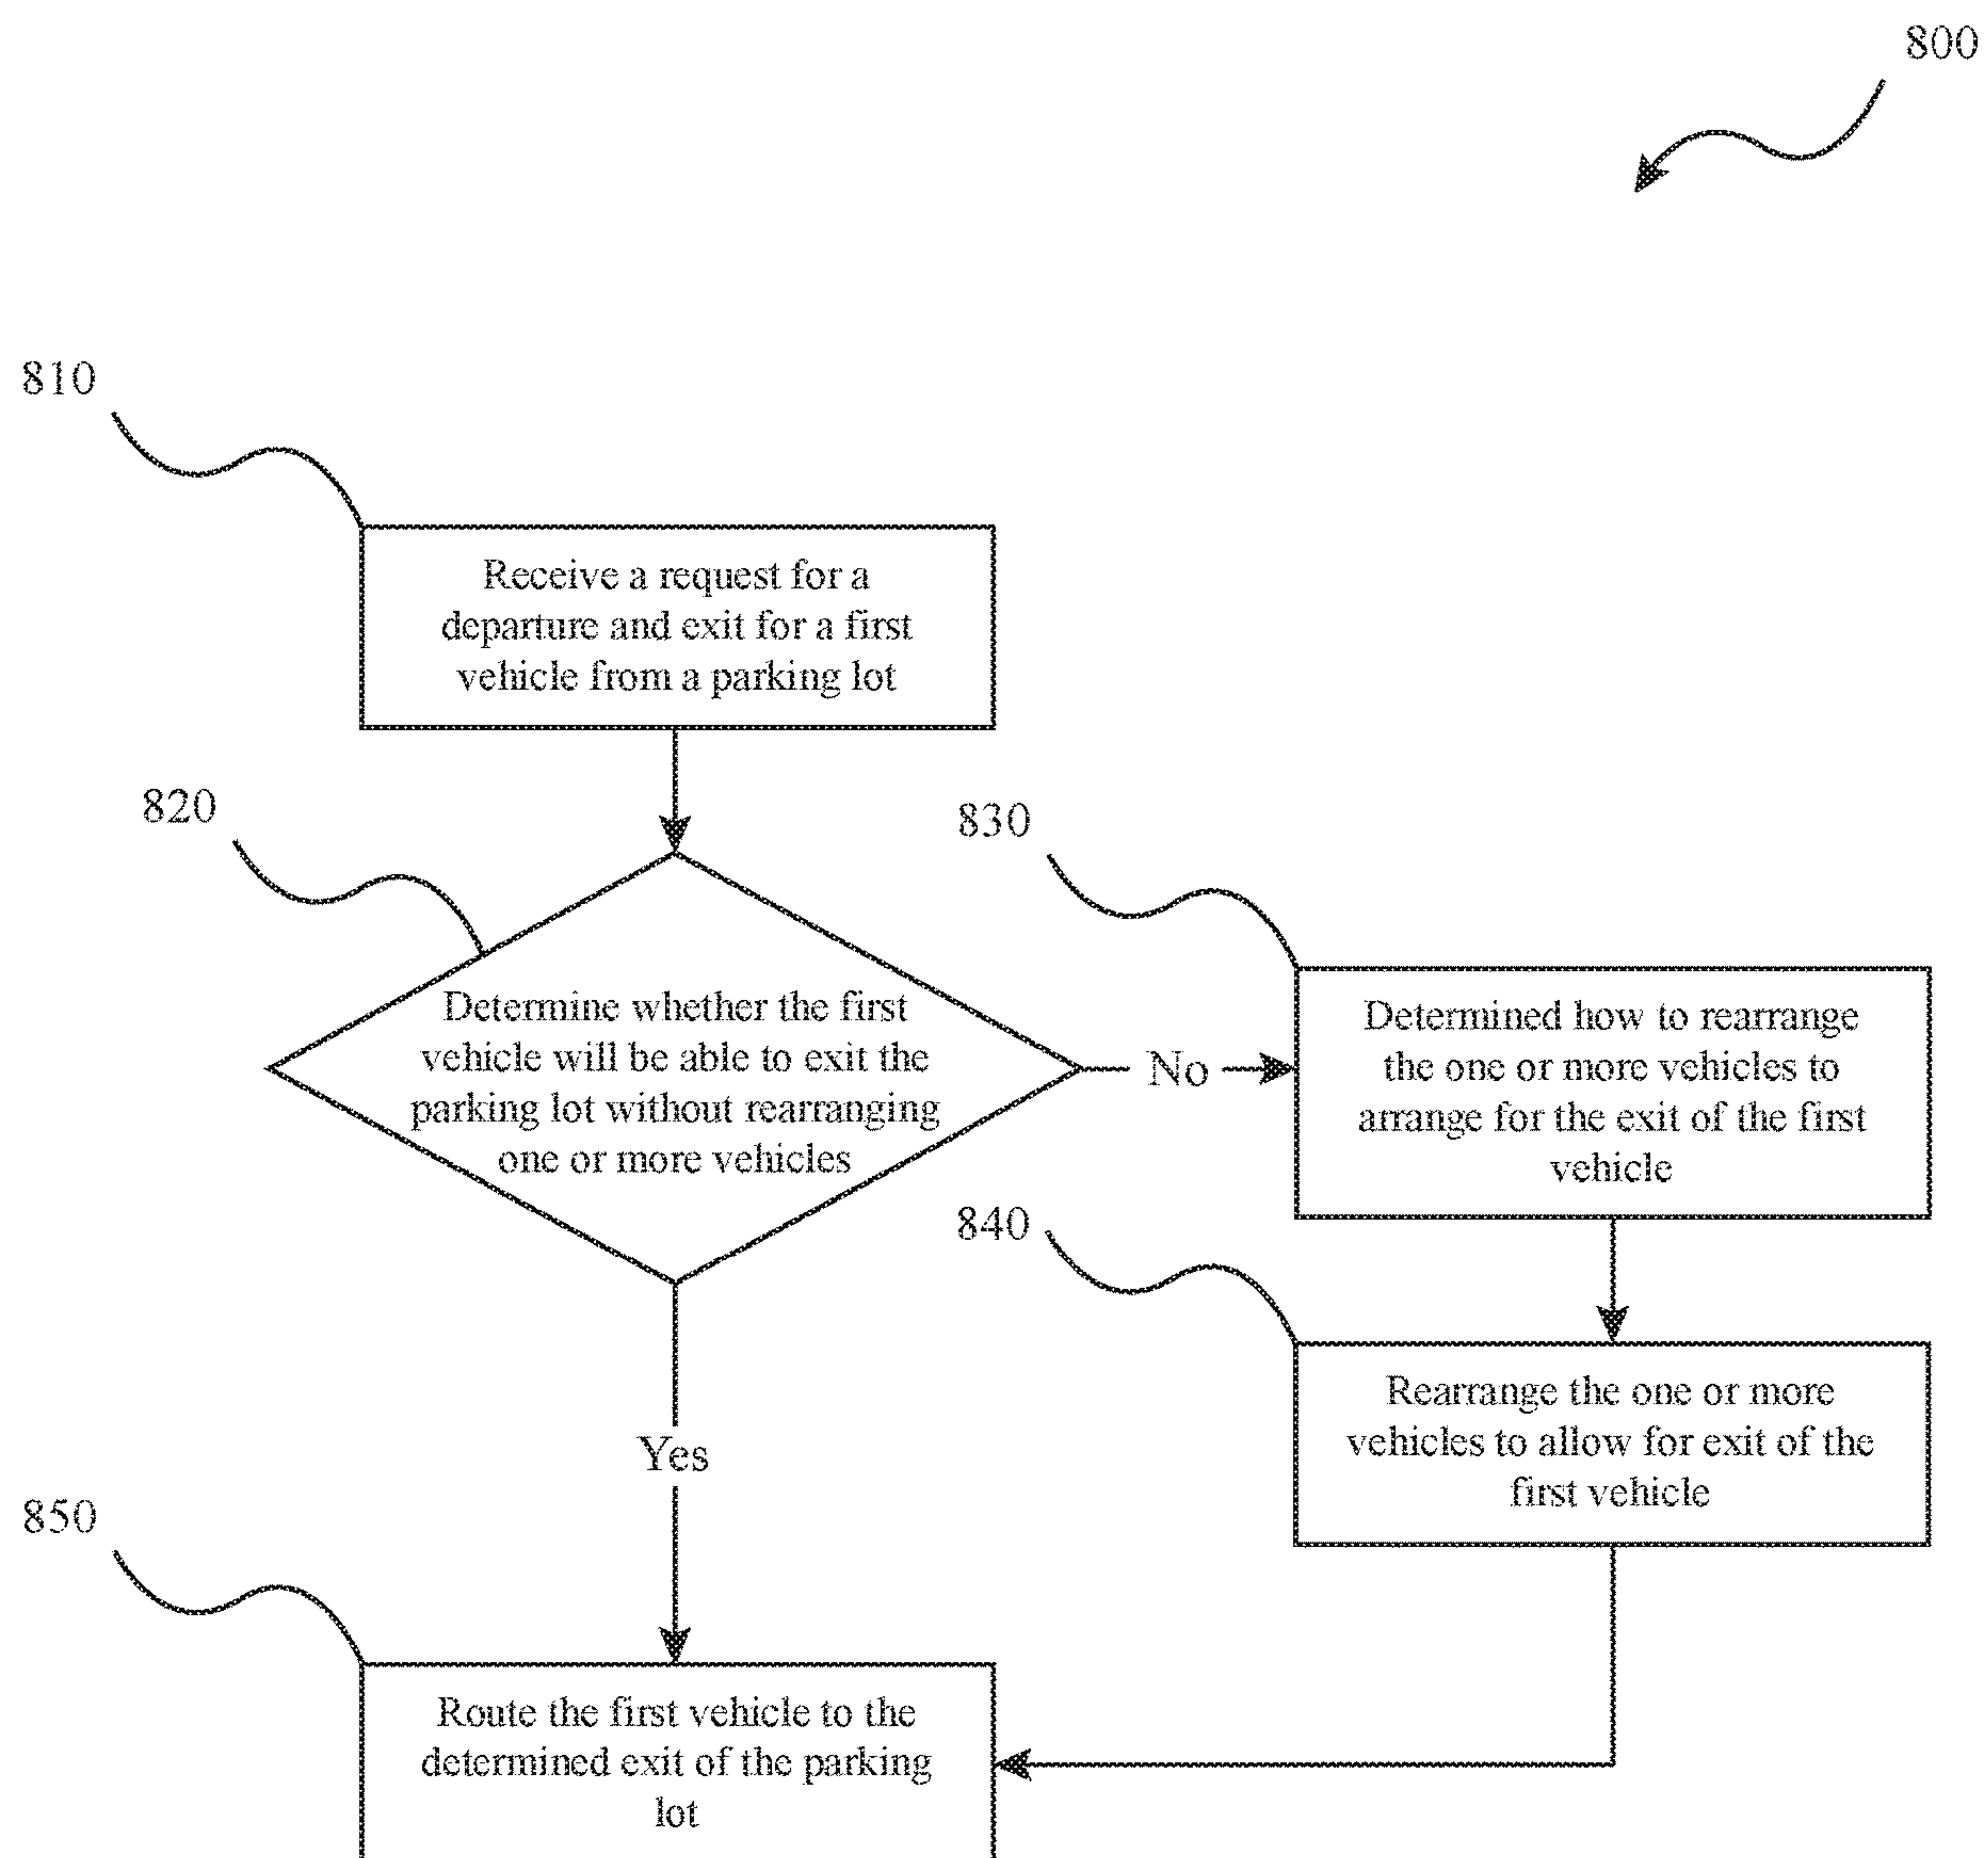 800
810
Receive a request for a
departure and exit for a first
vehicle from a parking lot
820
Determine whether the first
vehicle will be able to exit the
parking lot without rearranging
one or more vehicles
No
830
Determined how to rearrange
the one or more vehicles to
arrange for the exit of the first
vehicle
840
Rearrange the one or more
vehicles to allow for exit of the
first vehicle
Yes
850
Route the first vehicle to the
determined exit of the parking
lot